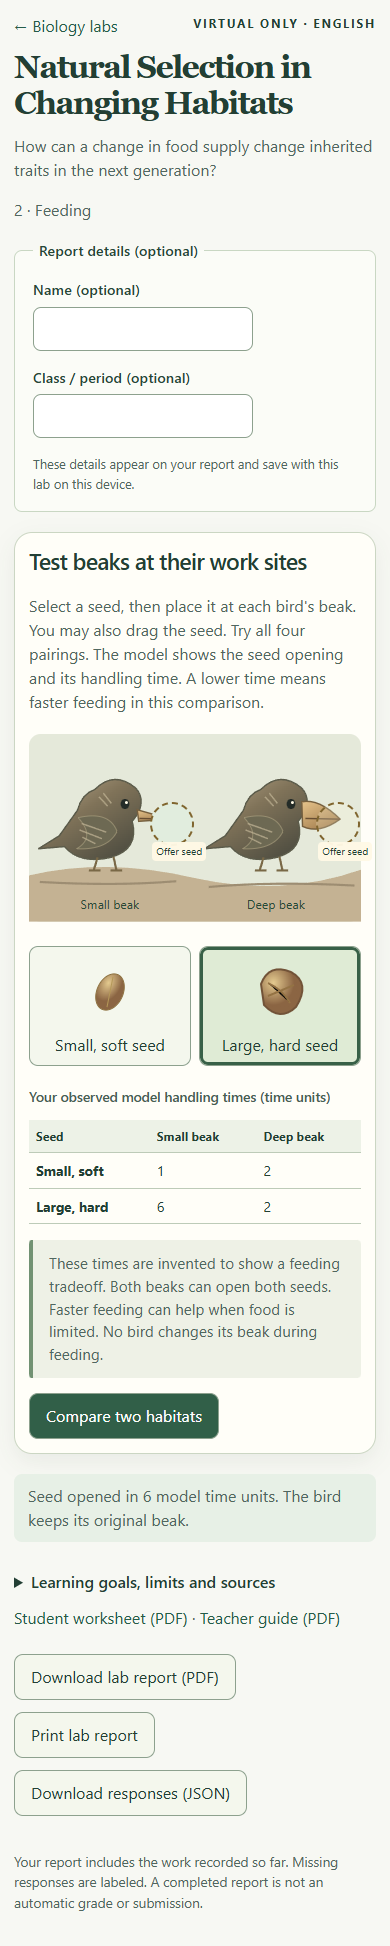 ← Biology labs
VIRTUAL ONLY · ENGLISH
Natural Selection in
Changing Habitats
How can a change in food supply change inherited
traits in the next generation?
2 · Feeding
Report details (optional)
Name (optional)
Class / period (optional)
These details appear on your report and save with this
lab on this device.
Test beaks at their work sites
Select a seed, then place it at each bird's beak.
You may also drag the seed. Try all four
pairings. The model shows the seed opening
and its handling time. A lower time means
faster feeding in this comparison.
Offer seed
Offer seed
Small beak
Deep beak
Small, soft seed
Large, hard seed
Your observed model handling times (time units)
Seed Small beak Deep beak
Small, soft 1 2
Large, hard 6 2
These times are invented to show a feeding
tradeoff. Both beaks can open both seeds.
Faster feeding can help when food is
limited. No bird changes its beak during
feeding.
Compare two habitats
Seed opened in 6 model time units. The bird
keeps its original beak.
▶ Learning goals, limits and sources
Student worksheet (PDF) · Teacher guide (PDF)
Download lab report (PDF)
Print lab report
Download responses (JSON)
Your report includes the work recorded so far. Missing
responses are labeled. A completed report is not an
automatic grade or submission.